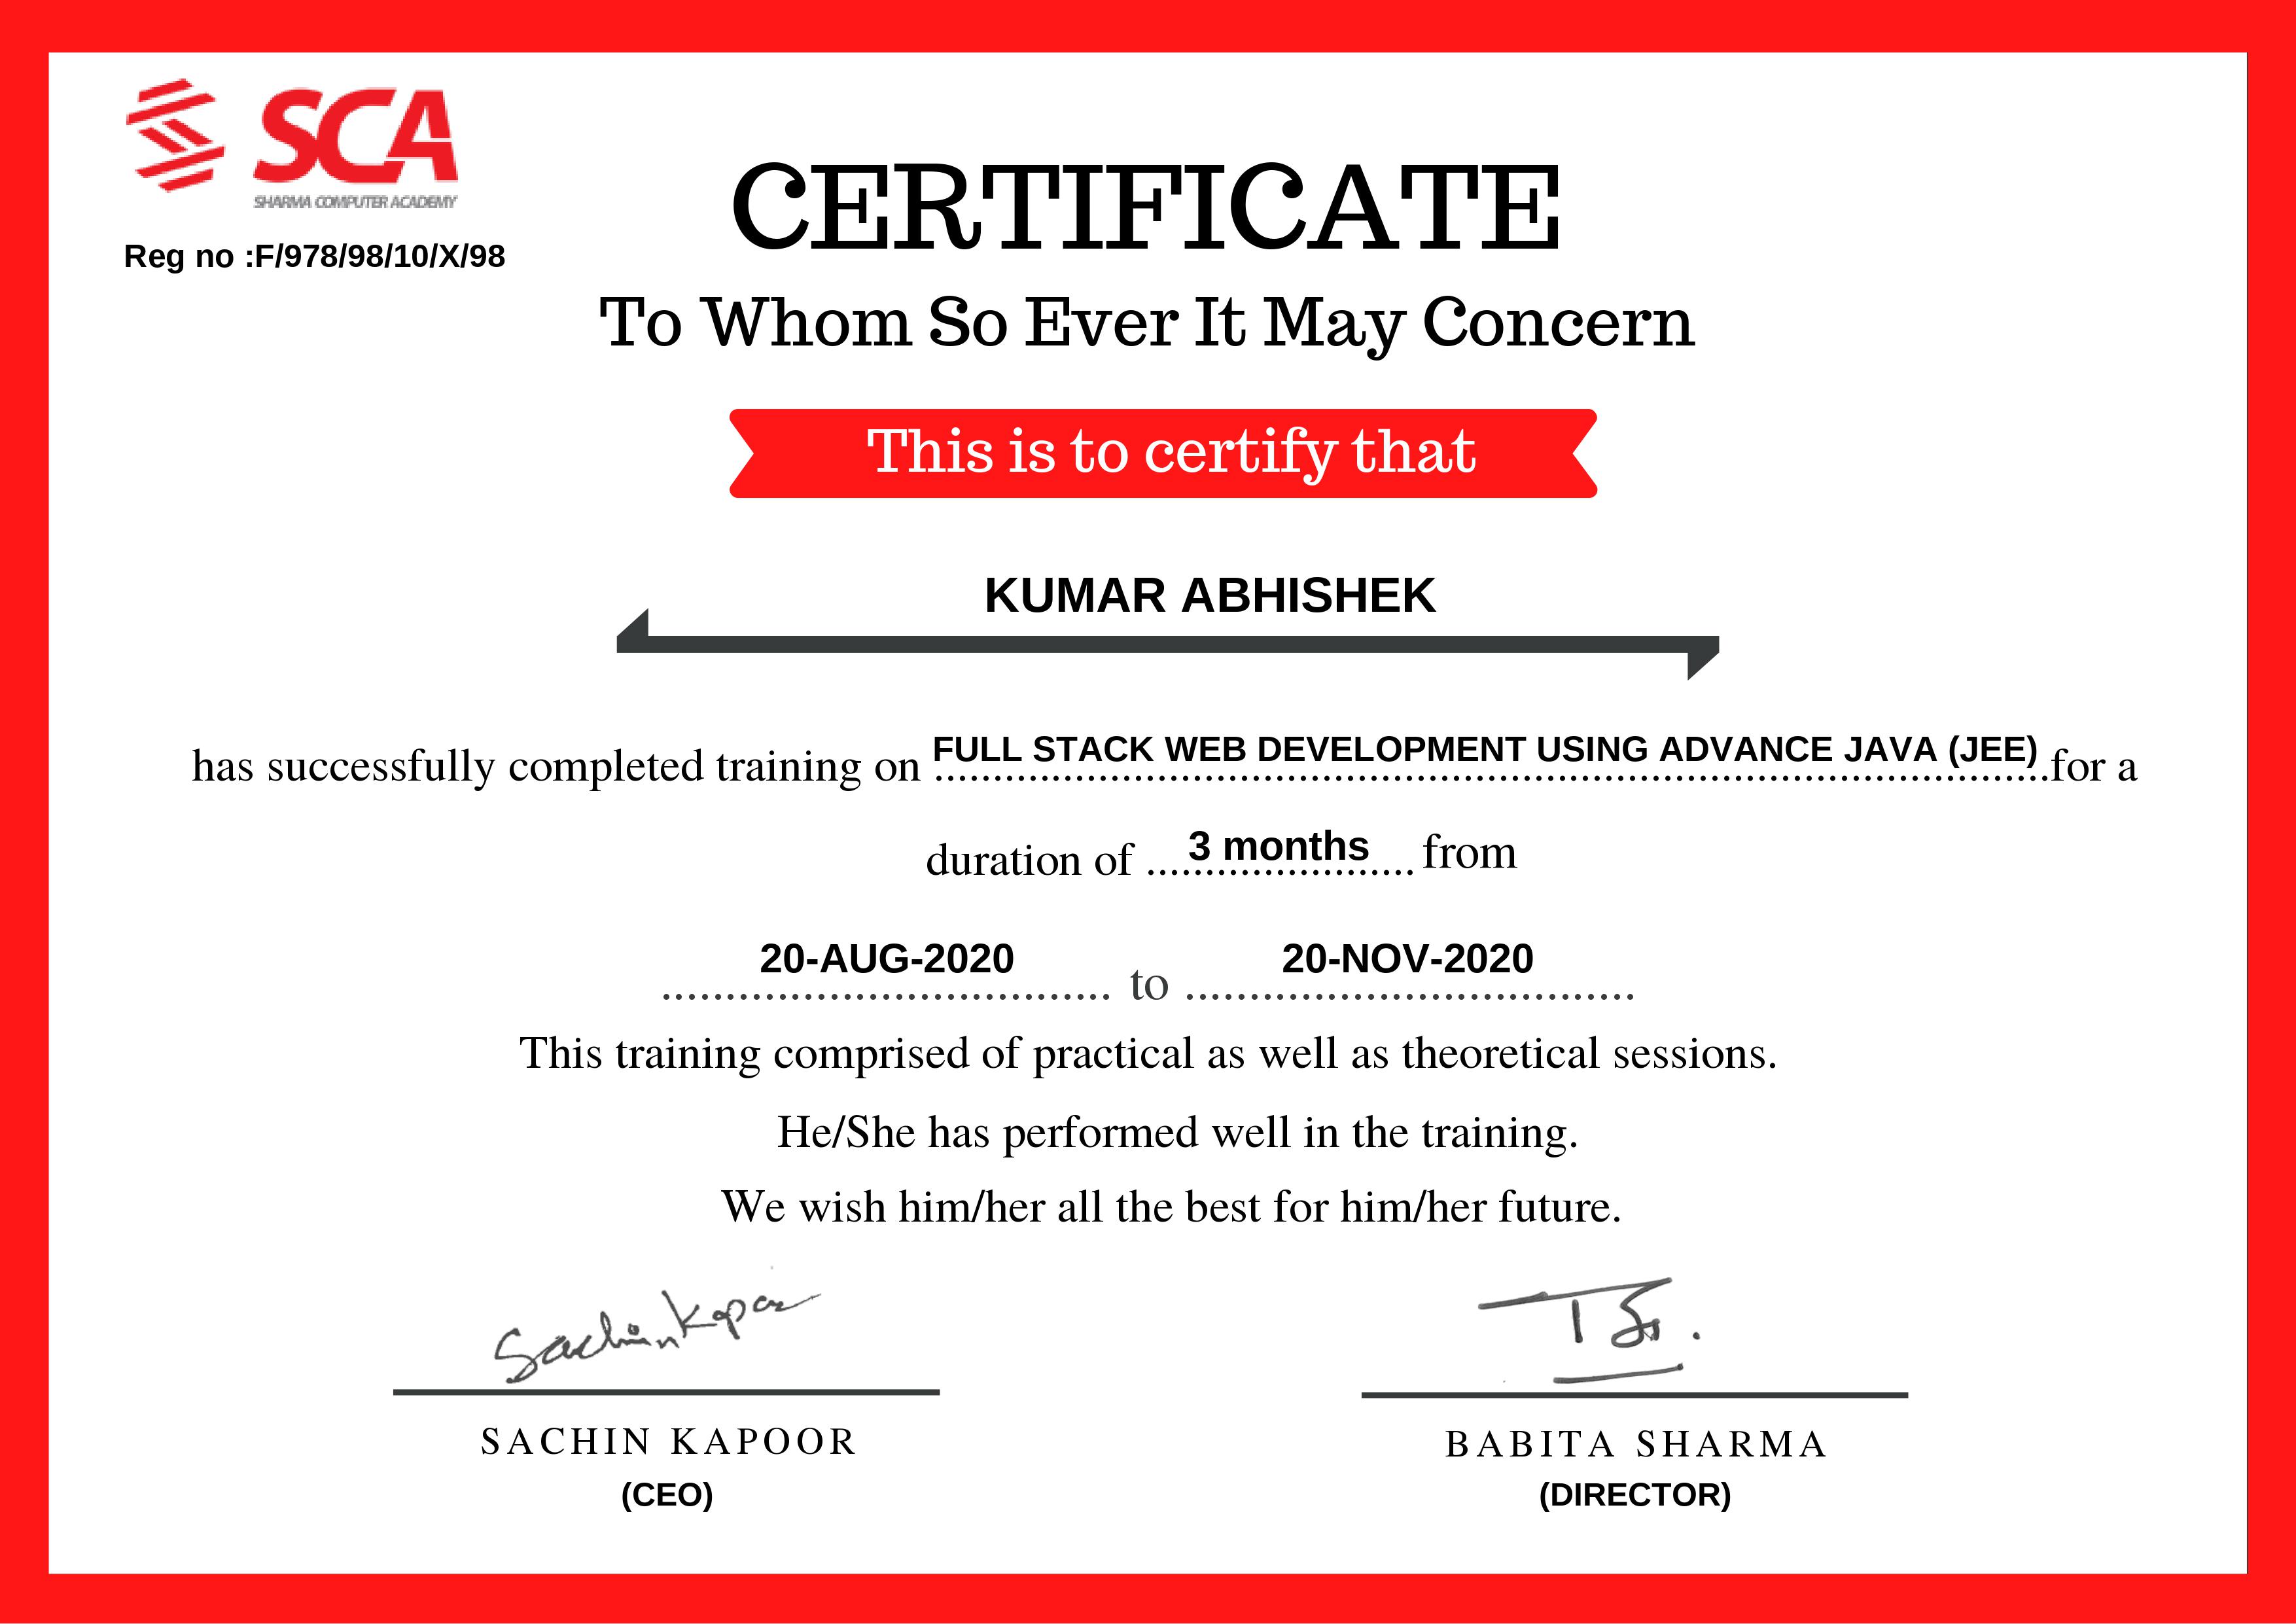 SCA
SHARMA COMPUTER ACADEMY
Reg no :F/978/98/10/X/98
CERTIFICATE
To Whom So Ever It May Concern
This is to certify that
KUMAR ABHISHEK
has successfully completed training on FULL STACK WEB DEVELOPMENT USING ADVANCE JAVA (JEE) for a
duration of 3 months from
20-AUG-2020 to 20-NOV-2020
This training comprised of practical as well as theoretical sessions.
He/She has performed well in the training.
We wish him/her all the best for him/her future.
Sachin Kapoor
SACHIN KAPOOR
(CEO)
BABITA SHARMA
(DIRECTOR)